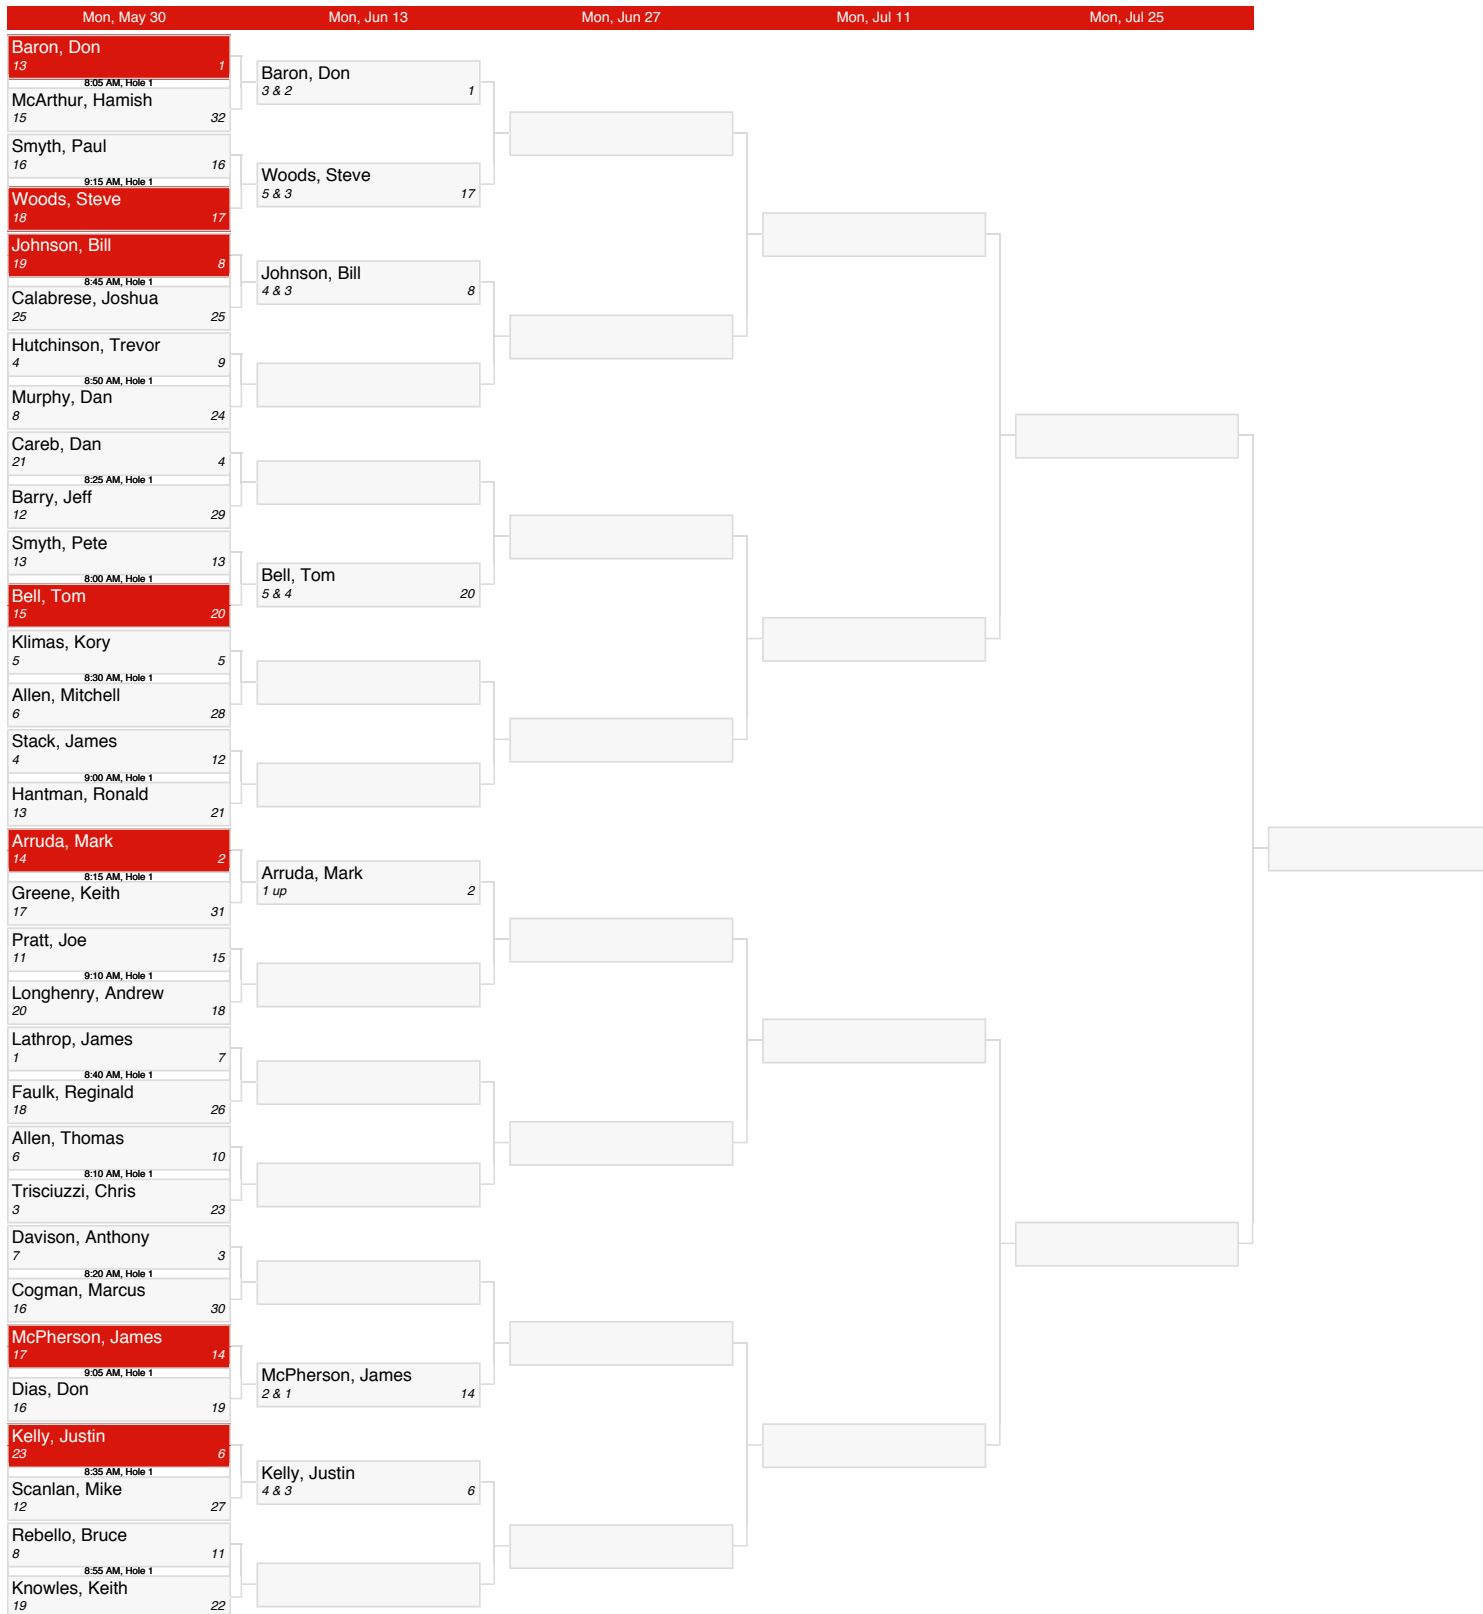 Mon, May 30 Mon, Jun 13 Mon, Jun 27 Mon, Jul 11 Mon, Jul 25
Baron, Don
13 1
8:05 AM, Hole 1
McArthur, Hamish
15 32
Baron, Don
3 & 2 1
Smyth, Paul
16 16
9:15 AM, Hole 1
Woods, Steve
18 17
Woods, Steve
5 & 3 17
Johnson, Bill
19 8
8:45 AM, Hole 1
Calabrese, Joshua
25 25
Johnson, Bill
4 & 3 8
Hutchinson, Trevor
4 9
8:50 AM, Hole 1
Murphy, Dan
8 24
Careb, Dan
21 4
8:25 AM, Hole 1
Barry, Jeff
12 29
Smyth, Pete
13 13
8:00 AM, Hole 1
Bell, Tom
15 20
Bell, Tom
5 & 4 20
Klimas, Kory
5 5
8:30 AM, Hole 1
Allen, Mitchell
6 28
Stack, James
4 12
9:00 AM, Hole 1
Hantman, Ronald
13 21
Arruda, Mark
14 2
8:15 AM, Hole 1
Greene, Keith
17 31
Arruda, Mark
1 up 2
Pratt, Joe
11 15
9:10 AM, Hole 1
Longhenry, Andrew
20 18
Lathrop, James
1 7
8:40 AM, Hole 1
Faulk, Reginald
18 26
Allen, Thomas
6 10
8:10 AM, Hole 1
Trisciuzzi, Chris
3 23
Davison, Anthony
7 3
8:20 AM, Hole 1
Cogman, Marcus
16 30
McPherson, James
17 14
9:05 AM, Hole 1
Dias, Don
16 19
McPherson, James
2 & 1 14
Kelly, Justin
23 6
8:35 AM, Hole 1
Scanlan, Mike
12 27
Kelly, Justin
4 & 3 6
Rebello, Bruce
8 11
8:55 AM, Hole 1
Knowles, Keith
19 22